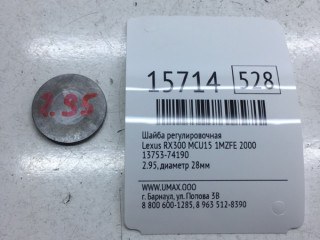 2.95
15714 528
Шайба регулировочная
Lexus RX300 MCU15 1MZFE 2000
13753-74190
2.95, диаметр 28мм
WWW.UMAX.OOO
г. Барнаул, ул. Попова 3В
8 800 600-1285, 8 963 512-8390